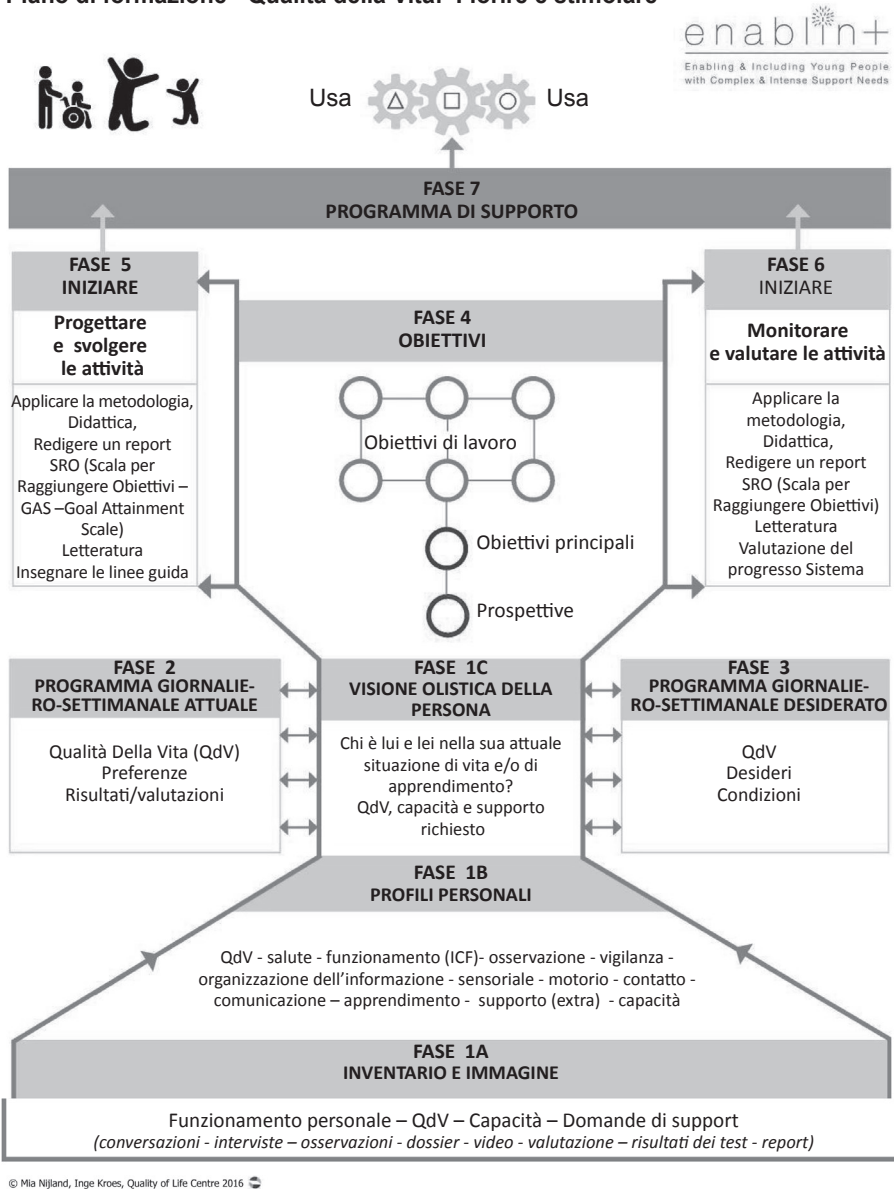 Piano di formazione - Qualità della Vita: Fiorire e stimolare
enablin+
Enabling & Including Young People
with Complex & Intense Support Needs
Usa
Usa
FASE 7
PROGRAMMA DI SUPPORTO
FASE 5
INIZIARE
Progettare
e svolgere
le attività
Applicare la metodologia,
Didattica,
Redigere un report
SRO (Scala per
Raggiungere Obiettivi –
GAS –Goal Attainment
Scale)
Letteratura
Insegnare le linee guida
FASE 4
OBIETTIVI
Obiettivi di lavoro
Obiettivi principali
Prospettive
FASE 6
INIZIARE
Monitorare
e valutare le attività
Applicare la
metodologia,
Didattica,
Redigere un report
SRO (Scala per
Raggiungere Obiettivi)
Letteratura
Valutazione del
progresso Sistema
FASE 2
PROGRAMMA GIORNALIE-
RO-SETTIMANALE ATTUALE
Qualità Della Vita (QdV)
Preferenze
Risultati/valutazioni
FASE 1C
VISIONE OLISTICA DELLA
PERSONA
Chi è lui e lei nella sua attuale
situazione di vita e/o di
apprendimento?
QdV, capacità e supporto
richiesto
FASE 3
PROGRAMMA GIORNALIE-
RO-SETTIMANALE DESIDERATO
QdV
Desideri
Condizioni
FASE 1B
PROFILI PERSONALI
QdV - salute - funzionamento (ICF)- osservazione - vigilanza -
organizzazione dell’informazione - sensoriale - motorio - contatto -
comunicazione – apprendimento - supporto (extra) - capacità
FASE 1A
INVENTARIO E IMMAGINE
Funzionamento personale – QdV – Capacità – Domande di support
(conversazioni - interviste – osservazioni - dossier - video - valutazione – risultati dei test - report)
© Mia Nijland, Inge Kroes, Quality of Life Centre 2016